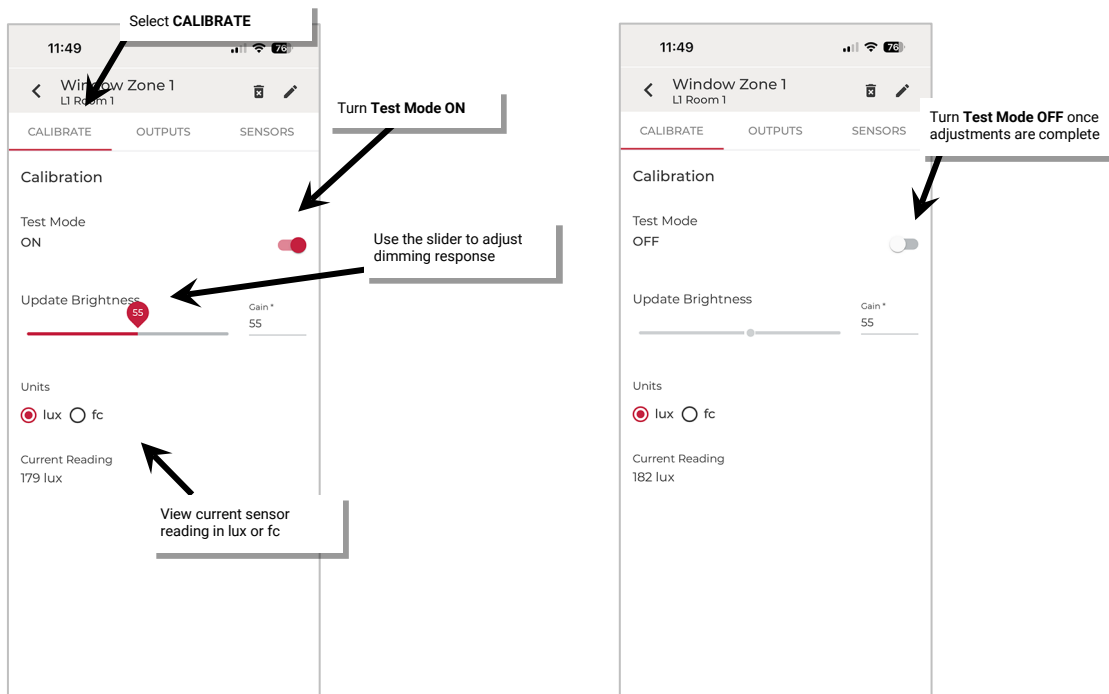 Select CALIBRATE
11:49
76
Window Zone 1
L1 Room 1
CALIBRATE OUTPUTS SENSORS
Turn Test Mode ON
Calibration
Test Mode
ON
Use the slider to adjust
dimming response
Update Brightness
55
Gain *
55
Units
lux fc
Current Reading
179 lux
View current sensor
reading in lux or fc
11:49
76
Window Zone 1
L1 Room 1
CALIBRATE OUTPUTS SENSORS
Turn Test Mode OFF once
adjustments are complete
Calibration
Test Mode
OFF
Update Brightness
Gain *
55
Units
lux fc
Current Reading
182 lux